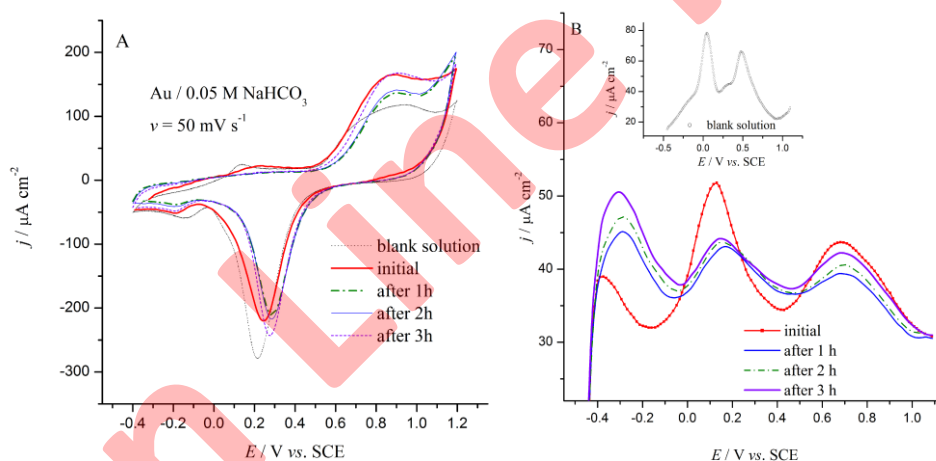 A
Au / 0.05 M NaHCO3
v = 50 mV s-1
blank solution
initial
after 1h
after 2h
after 3h
j / μA cm-2
200
100
0
-100
-200
-300
-0.4 -0.2 0.0 0.2 0.4 0.6 0.8 1.0 1.2
E / V vs. SCE
B
j / μA cm-2
70
65
60
55
50
45
40
35
30
80
60
40
20
j / μA cm-2
blank solution
-0.5 0.0 0.5 1.0
E / V vs. SCE
initial
after 1 h
after 2 h
after 3 h
-0.4 -0.2 0.0 0.2 0.4 0.6 0.8 1.0
E / V vs. SCE
n Line